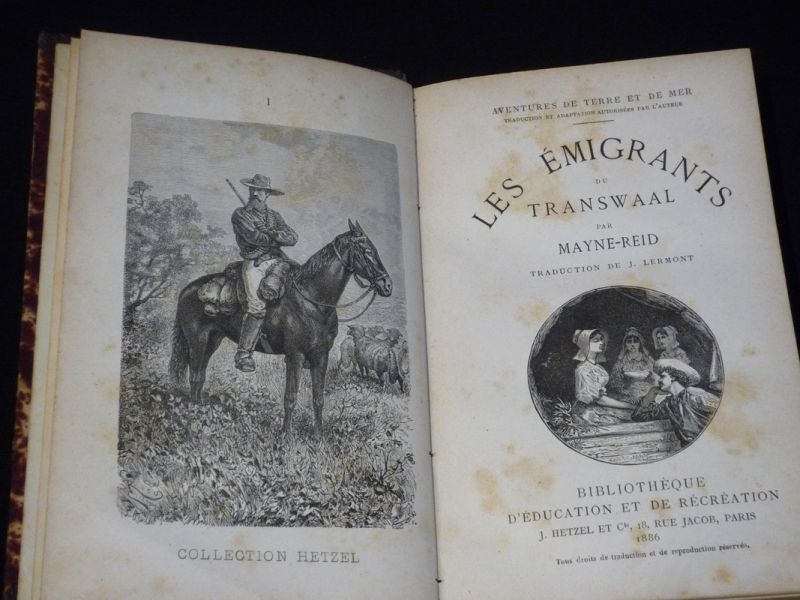 I
COLLECTION HETZEL
AVENTURES DE TERRE ET DE MER
TRADUCTION ET ADAPTATION AUTORISÉES PAR L'AUTEUR
LES ÉMIGRANTS
DU
TRANSWAAL
PAR
MAYNE-REID
TRADUCTION DE J. LERMONT
BIBLIOTHÈQUE
D'ÉDUCATION ET DE RÉCRÉATION
J. HETZEL ET Cie, 18, RUE JACOB, PARIS
1886
Tous droits de traduction et de reproduction réservés.